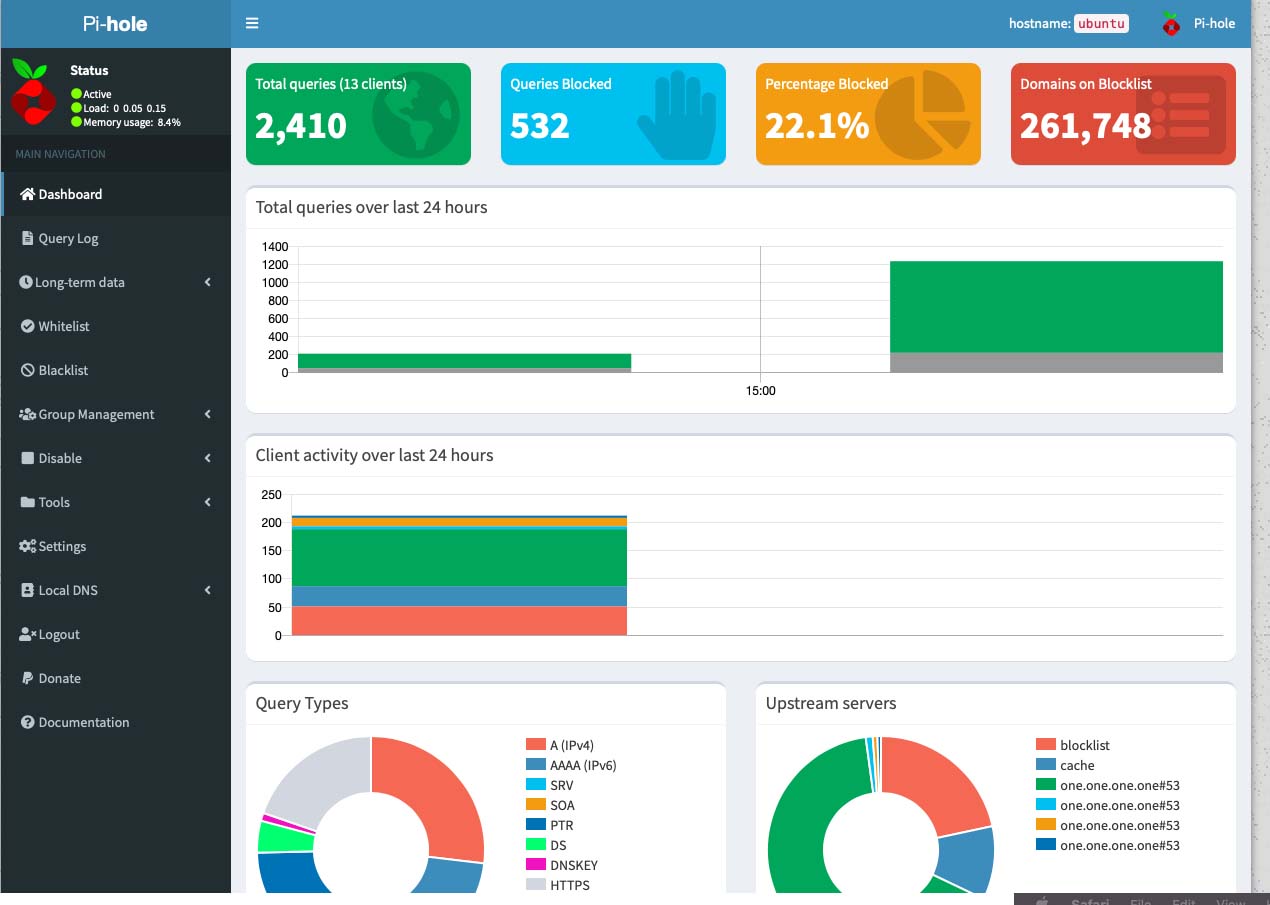 Pi-hole
hostname: ubuntu
Pi-hole
Status
Active
Load: 0 0.05 0.15
Memory usage: 8.4%
MAIN NAVIGATION
Dashboard
Query Log
Long-term data
Whitelist
Blacklist
Group Management
Disable
Tools
Settings
Local DNS
Logout
Donate
Documentation
Total queries (13 clients)
2,410
Queries Blocked
532
Percentage Blocked
22.1%
Domains on Blocklist
261,748
Total queries over last 24 hours
1400
1200
1000
800
600
400
200
0
15:00
Client activity over last 24 hours
250
200
150
100
50
0
Query Types
A (IPv4)
AAAA (IPv6)
SRV
SOA
PTR
DS
DNSKEY
HTTPS
Upstream servers
blocklist
cache
one.one.one.one#53
one.one.one.one#53
one.one.one.one#53
one.one.one.one#53
Safari File Edit View